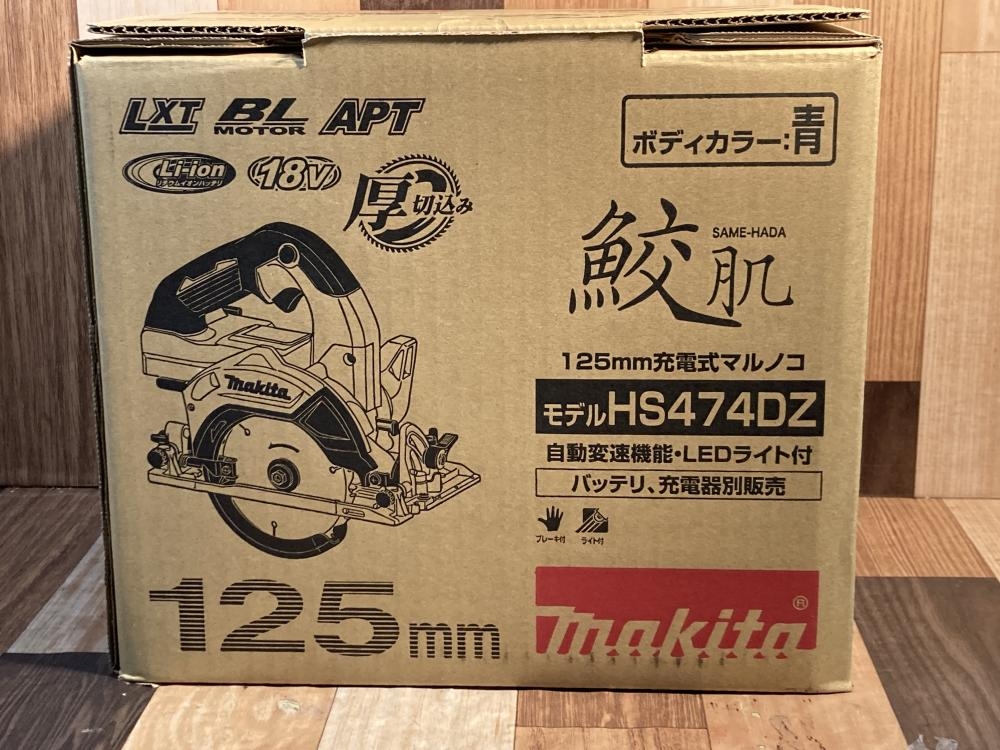 LXT BL MOTOR APT
ボディカラー:青
Li-ion 18V
リチウムイオンバッテリ
厚切込み
SAME-HADA
鮫肌
makita
125mm充電式マルノコ
モデルHS474DZ
自動変速機能・LEDライト付
バッテリ、充電器別販売
ブレーキ付 ライト付
125mm
makita®